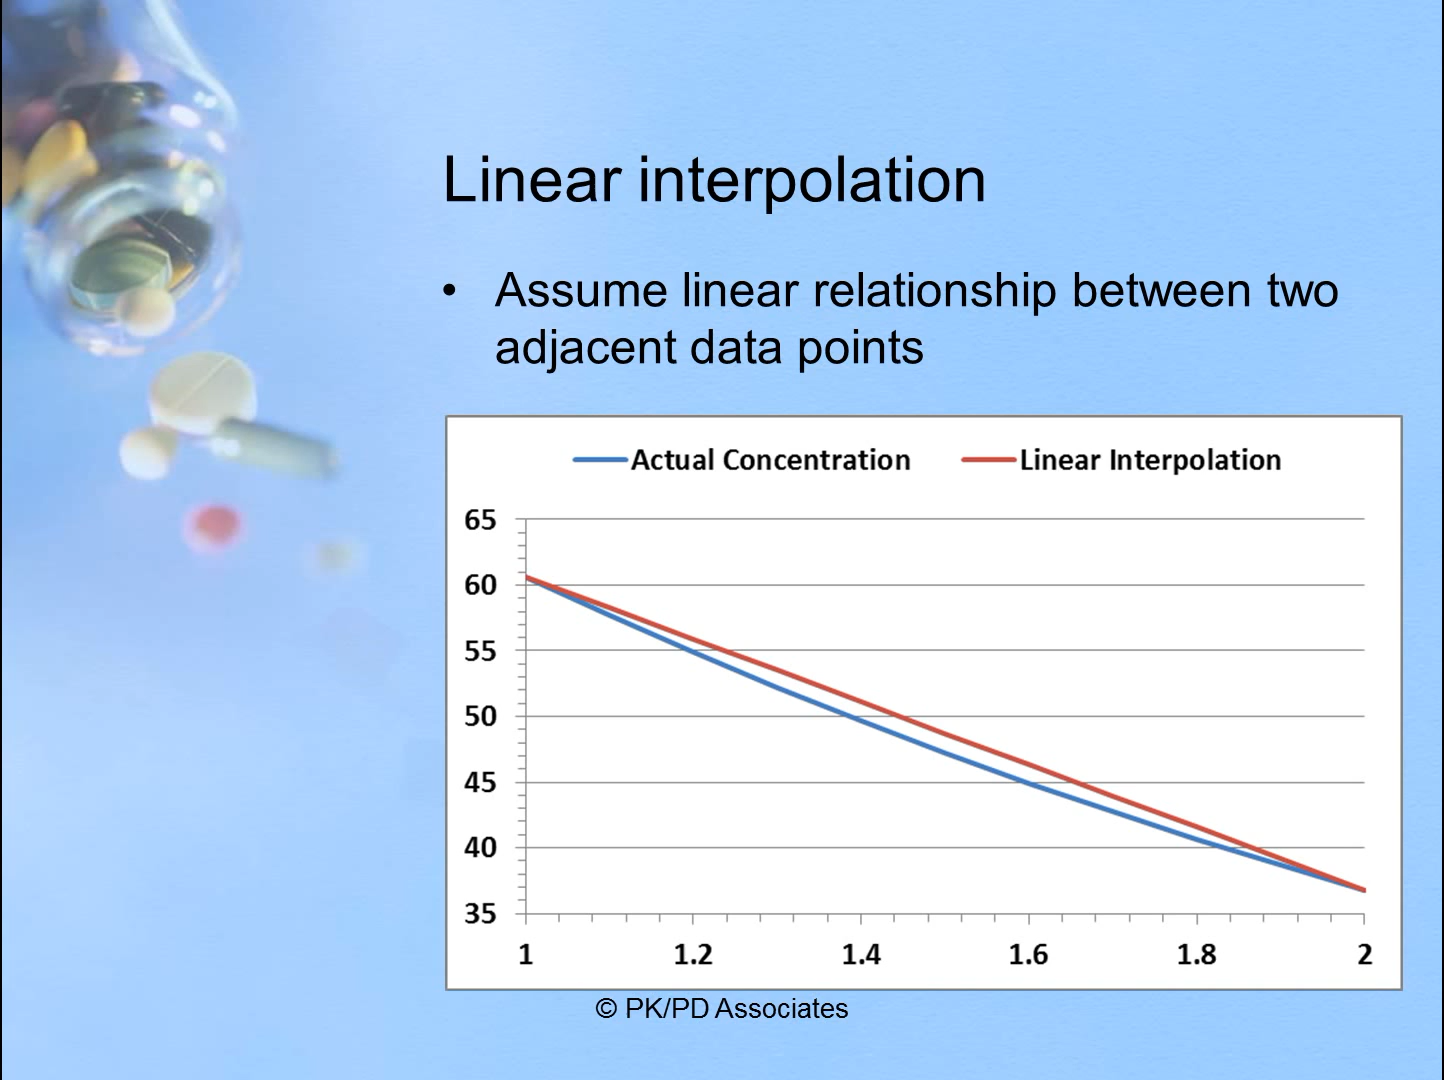 Linear interpolation
• Assume linear relationship between two
adjacent data points
Actual Concentration Linear Interpolation
65
60
55
50
45
40
35
1 1.2 1.4 1.6 1.8 2
© PK/PD Associates